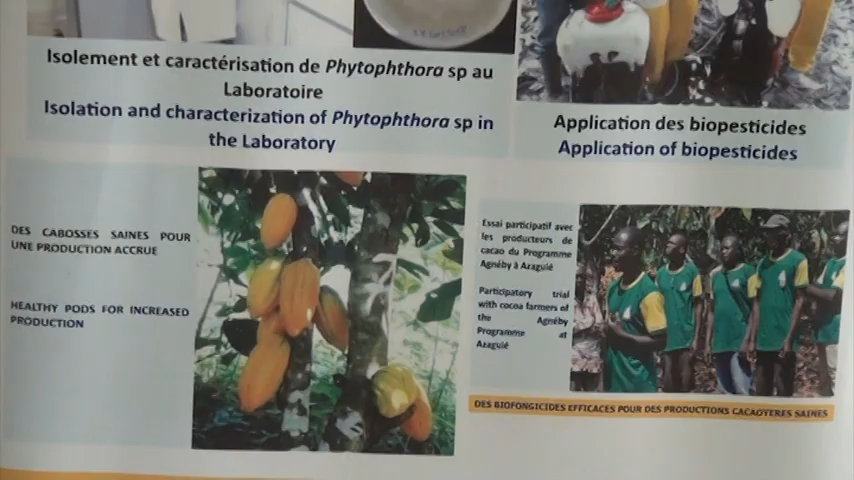 Isolement et caractérisation de Phytophthora sp au
Laboratoire
Isolation and characterization of Phytophthora sp in
the Laboratory
Application des biopesticides
Application of biopesticides
DES CABOSSES SAINES POUR
UNE PRODUCTION ACCRUE
HEALTHY PODS FOR INCREASED
PRODUCTION
Essai participatif avec
les producteurs de
cacao du Programme
Agnéby à Azaguié
Participatory trial
with cocoa farmers of
the Agnéby
Programme at
Azaguié
DES BIOFONGICIDES EFFICACES POUR DES PRODUCTIONS CACAOYERES SAINES